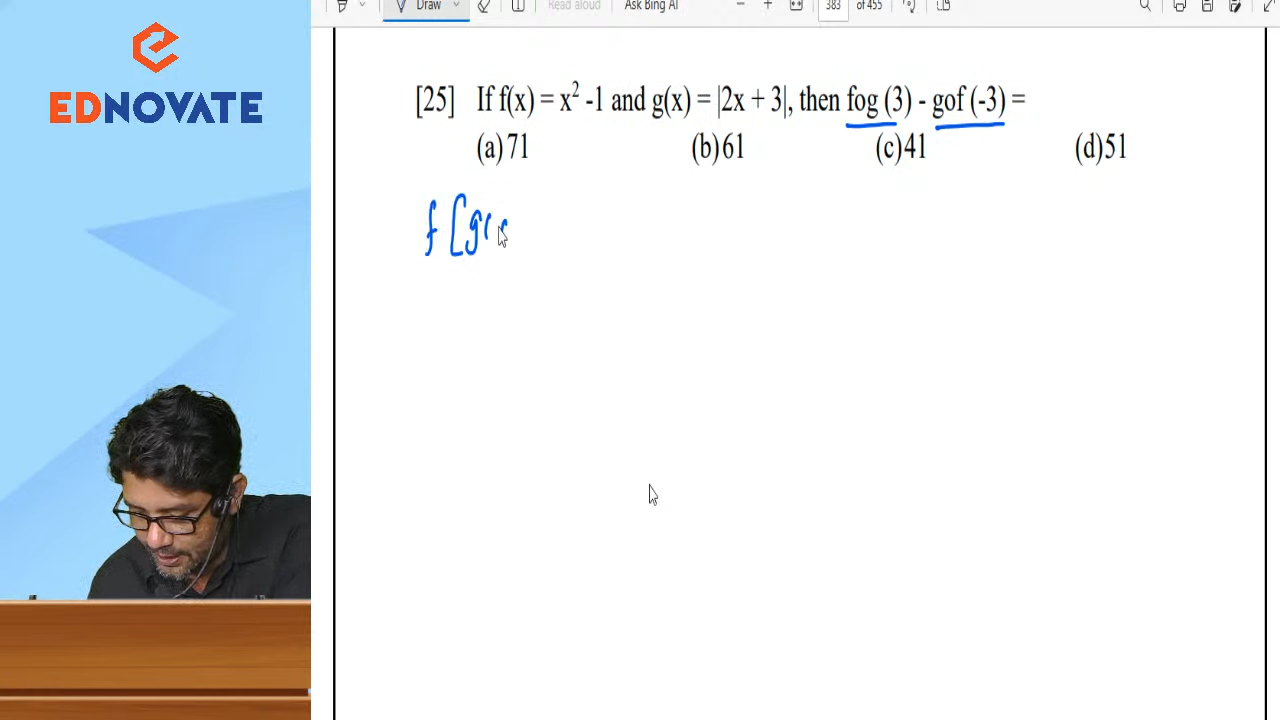 Draw
Read aloud
Ask Bing AI
383 of 455
EDNOVATE
[25] If f(x) = x² -1 and g(x) = |2x + 3|, then fog (3) - gof (-3) =
(a) 71 (b) 61 (c) 41 (d) 51
f [g(